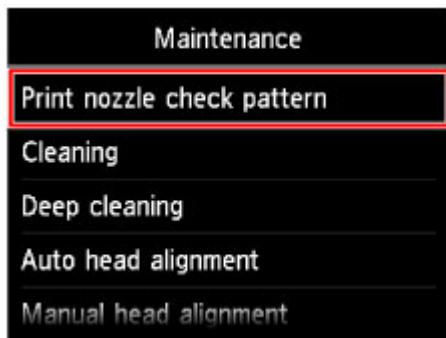 Maintenance
Print nozzle check pattern
Cleaning
Deep cleaning
Auto head alignment
Manual head alignment